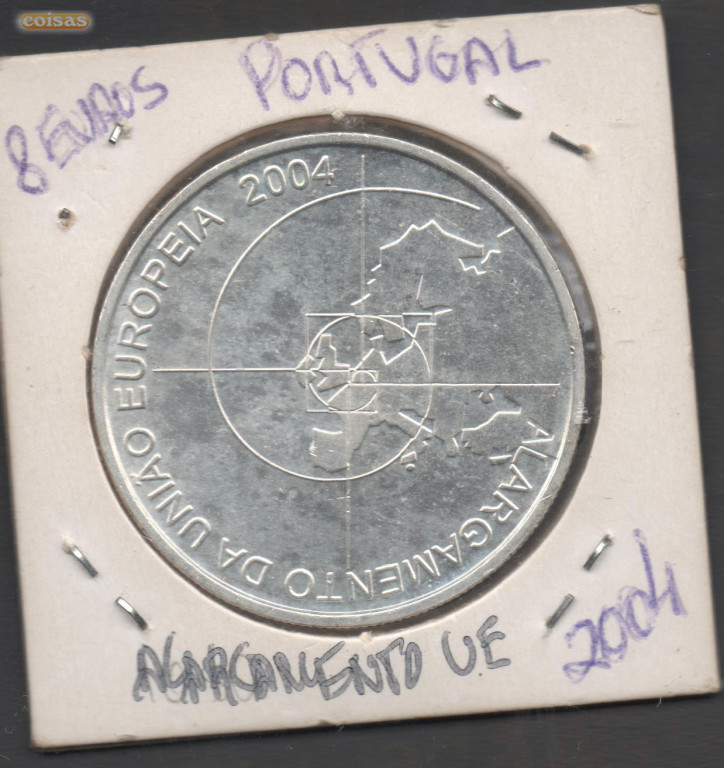 coisas
8 EUROS PORTUGAL
ALARGAMENTO DA UNIÃO EUROPEIA 2004
ALARGAMENTO UE
2004